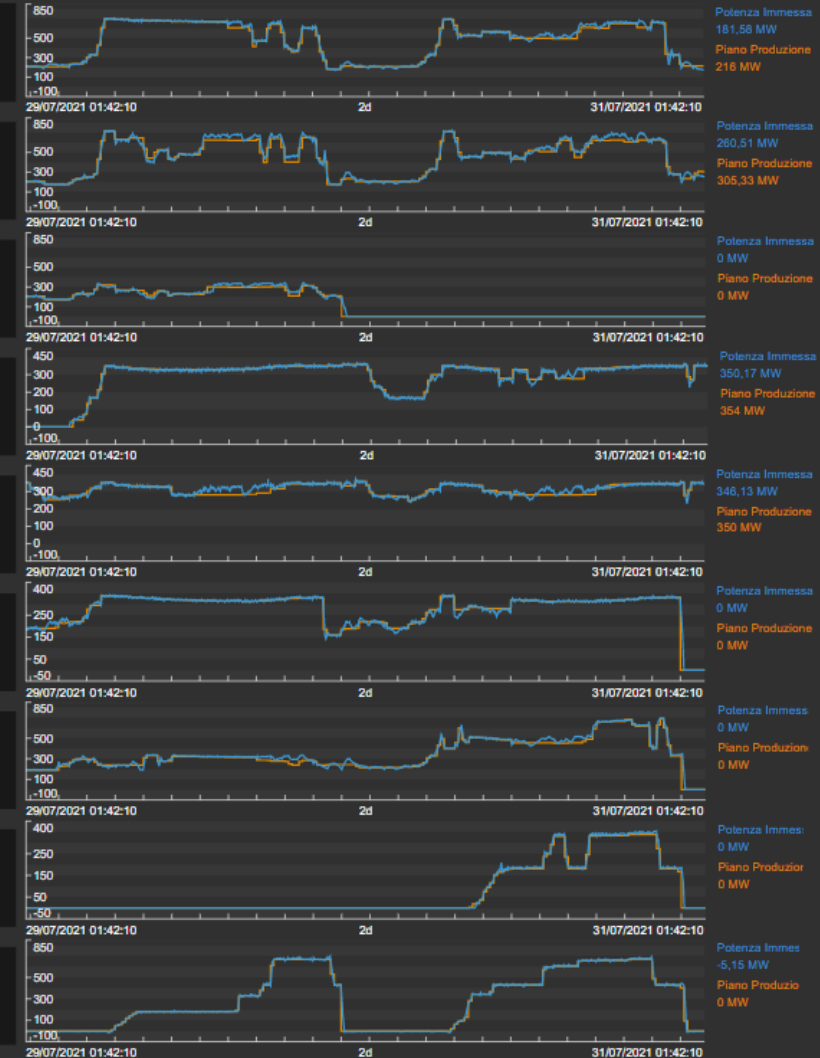 850
500
300
100
-100
29/07/2021 01:42:10 2d 31/07/2021 01:42:10
Potenza Immessa
181,58 MW
Piano Produzione
216 MW
850
500
300
100
-100
29/07/2021 01:42:10 2d 31/07/2021 01:42:10
Potenza Immessa
260,51 MW
Piano Produzione
305,33 MW
850
500
300
100
-100
29/07/2021 01:42:10 2d 31/07/2021 01:42:10
Potenza Immessa
0 MW
Piano Produzione
0 MW
450
300
200
100
-0
-100
29/07/2021 01:42:10 2d 31/07/2021 01:42:10
Potenza Immessa
350,17 MW
Piano Produzione
354 MW
450
300
200
100
-0
-100
29/07/2021 01:42:10 2d 31/07/2021 01:42:10
Potenza Immessa
346,13 MW
Piano Produzione
350 MW
400
250
150
50
-50
29/07/2021 01:42:10 2d 31/07/2021 01:42:10
Potenza Immessa
0 MW
Piano Produzione
0 MW
850
500
300
100
-100
29/07/2021 01:42:10 2d 31/07/2021 01:42:10
Potenza Immess
0 MW
Piano Produzion
0 MW
400
250
150
50
-50
29/07/2021 01:42:10 2d 31/07/2021 01:42:10
Potenza Immes
0 MW
Piano Produzior
0 MW
850
500
300
100
-100
29/07/2021 01:42:10 2d 31/07/2021 01:42:10
Potenza Immes
-5,15 MW
Piano Produzio
0 MW